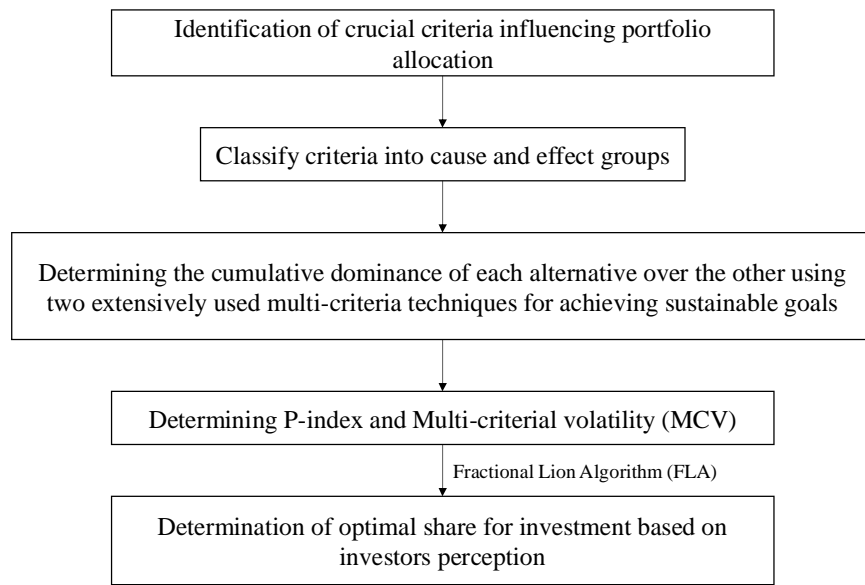 Identification of crucial criteria influencing portfolio
allocation
Classify criteria into cause and effect groups
Determining the cumulative dominance of each alternative over the other using
two extensively used multi-criteria techniques for achieving sustainable goals
Determining P-index and Multi-criterial volatility (MCV)
Fractional Lion Algorithm (FLA)
Determination of optimal share for investment based on
investors perception